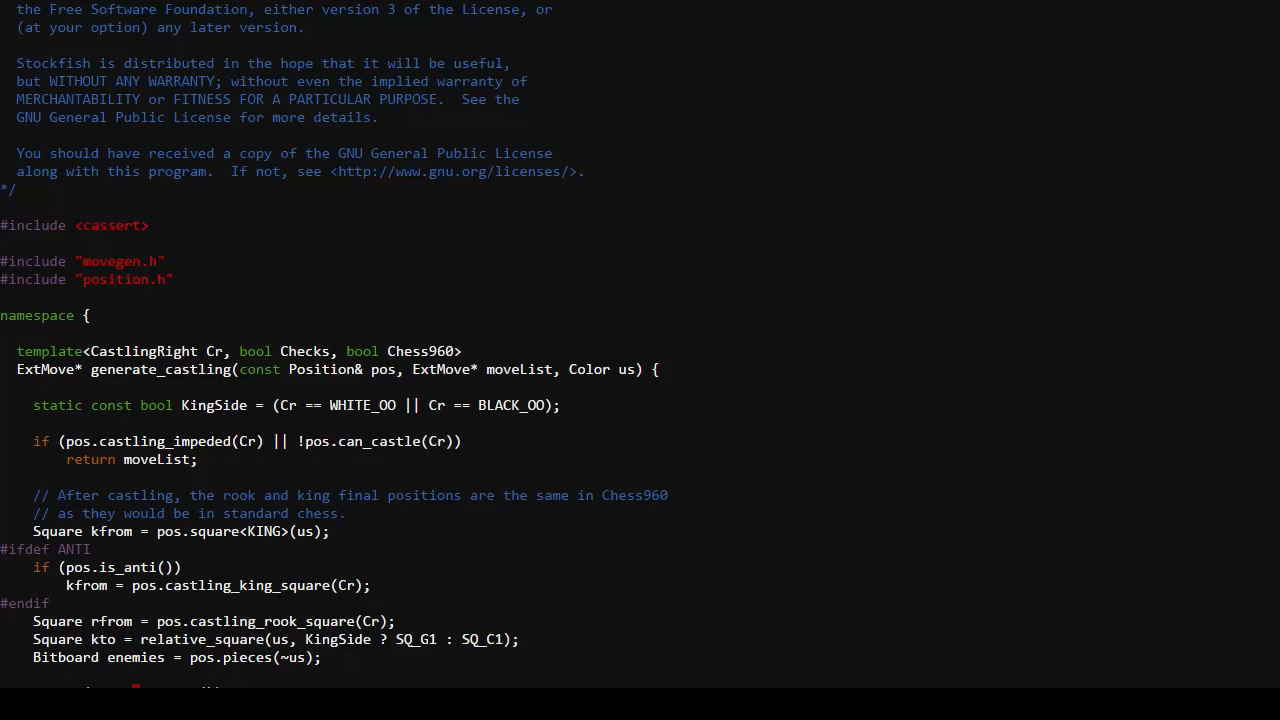 the Free Software Foundation, either version 3 of the License, or
(at your option) any later version.
Stockfish is distributed in the hope that it will be useful,
but WITHOUT ANY WARRANTY; without even the implied warranty of
MERCHANTABILITY or FITNESS FOR A PARTICULAR PURPOSE.  See the
GNU General Public License for more details.
You should have received a copy of the GNU General Public License
along with this program.  If not, see <http://www.gnu.org/licenses/>.
*/
#include <cassert>
#include "movegen.h"
#include "position.h"
namespace {
template<CastlingRight Cr, bool Checks, bool Chess960>
ExtMove* generate_castling(const Position& pos, ExtMove* moveList, Color us) {
static const bool KingSide = (Cr == WHITE_OO || Cr == BLACK_OO);
if (pos.castling_impeded(Cr) || !pos.can_castle(Cr))
return moveList;
// After castling, the rook and king final positions are the same in Chess960
// as they would be in standard chess.
Square kfrom = pos.square<KING>(us);
#ifdef ANTI
if (pos.is_anti())
kfrom = pos.castling_king_square(Cr);
#endif
Square rfrom = pos.castling_rook_square(Cr);
Square kto = relative_square(us, KingSide ? SQ_G1 : SQ_C1);
Bitboard enemies = pos.pieces(~us);